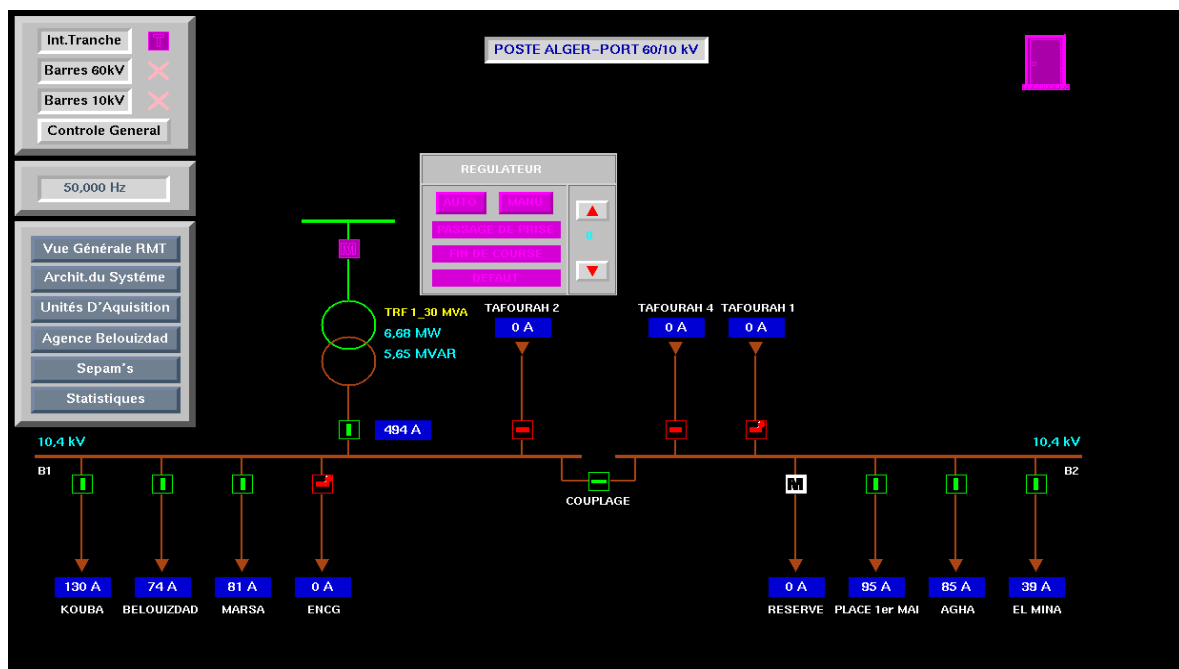 Int.Tranche
T
Barres 60kV
Barres 10kV
Controle General
50,000 Hz
Vue Générale RMT
Archit.du Systéme
Unités D'Aquisition
Agence Belouizdad
Sepam's
Statistiques
POSTE ALGER-PORT 60/10 kV
REGULATEUR
AUTO
MANU
PASSAGE DE PRISE
FIN DE COURSE
DEFAUT
0
M
TRF 1_30 MVA
6,68 MW
5,65 MVAR
TAFOURAH 2
0 A
TAFOURAH 4
0 A
TAFOURAH 1
0 A
494 A
10,4 kV
10,4 kV
B1
B2
COUPLAGE
M
130 A
74 A
81 A
0 A
0 A
95 A
85 A
39 A
KOUBA
BELOUIZDAD
MARSA
ENCG
RESERVE
PLACE 1er MAI
AGHA
EL MINA